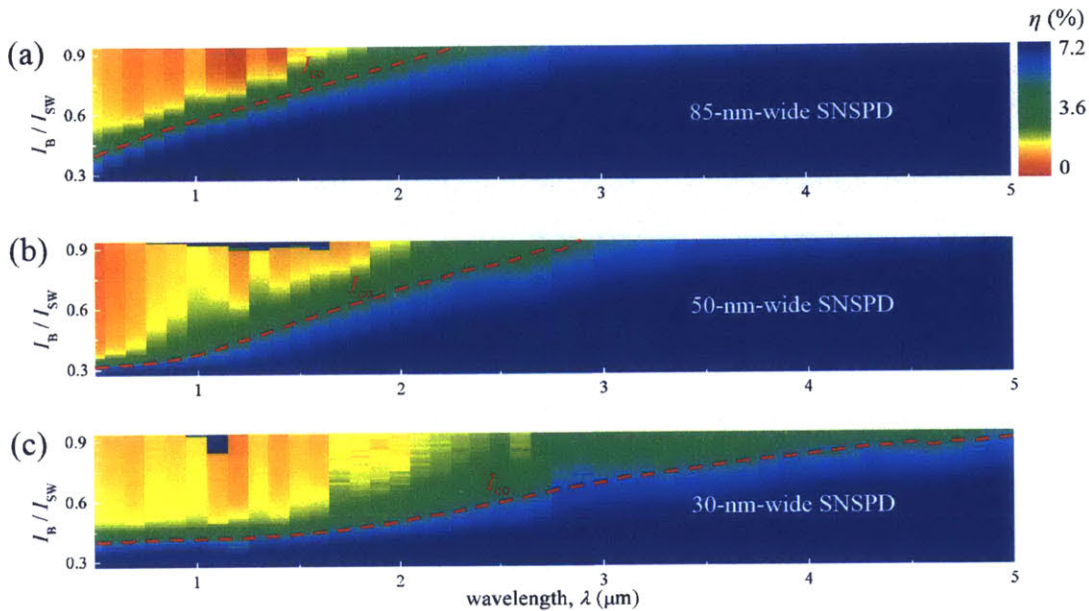 η (%)
(a)
0.9
0.6
0.3
I_B / I_SW
I_co
85-nm-wide SNSPD
7.2
3.6
0
1 2 3 4 5
(b)
0.9
0.6
0.3
I_B / I_SW
I_co
50-nm-wide SNSPD
1 2 3 4 5
(c)
0.9
0.6
0.3
I_B / I_SW
I_co
30-nm-wide SNSPD
1 2 3 4 5
wavelength, λ (μm)